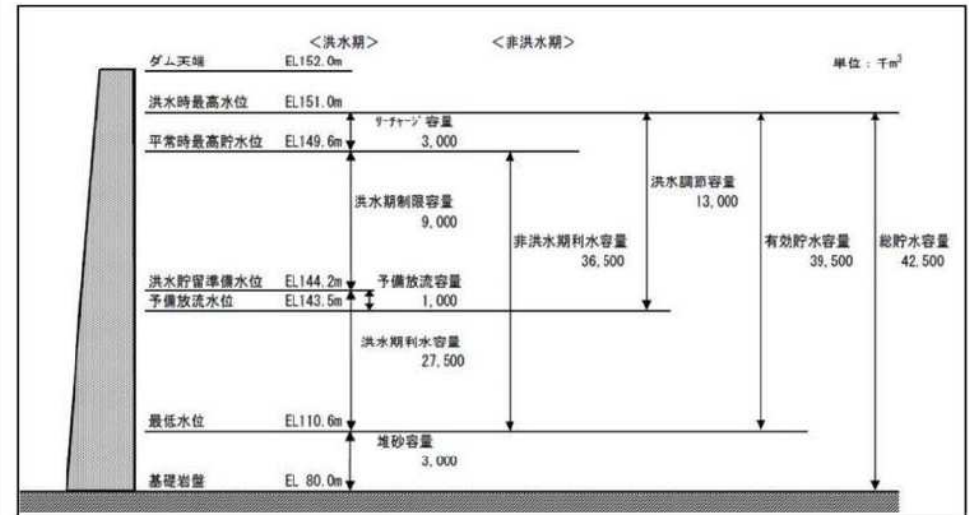 ＜洪水期＞ ＜非洪水期＞
ダム天端 EL152.0m 単位：千m³
洪水時最高水位 EL151.0m
ｻｰﾁｬｰｼﾞ容量
平常時最高貯水位 EL149.6m 3,000
洪水調節容量
13,000
洪水期制限容量
9,000
非洪水期利水容量
36,500
有効貯水容量
39,500
総貯水容量
42,500
洪水貯留準備水位 EL144.2m 予備放流容量
予備放流水位 EL143.5m 1,000
洪水期利水容量
27,500
最低水位 EL110.6m
堆砂容量
3,000
基礎岩盤 EL 80.0m